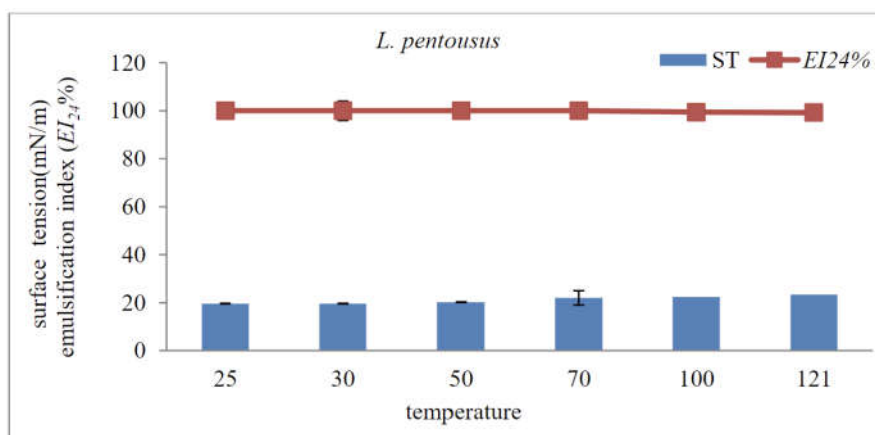 L. pentousus
ST EI24%
120
100
80
60
40
20
0
surface tension(mN/m)
emulsification index (EI₂₄%)
25 30 50 70 100 121
temperature